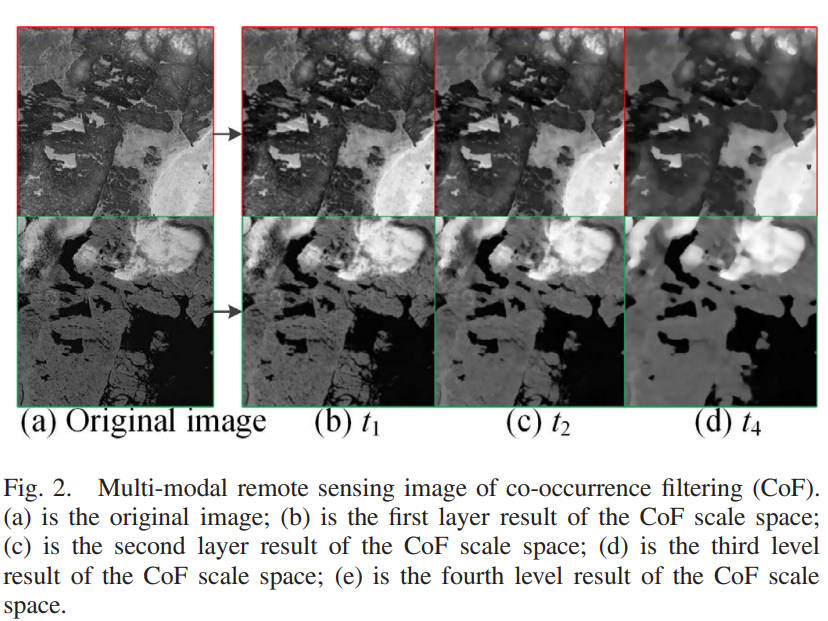 (a) Original image (b) t₁ (c) t₂ (d) t₄
Fig. 2. Multi-modal remote sensing image of co-occurrence filtering (CoF).
(a) is the original image; (b) is the first layer result of the CoF scale space;
(c) is the second layer result of the CoF scale space; (d) is the third level
result of the CoF scale space; (e) is the fourth level result of the CoF scale
space.